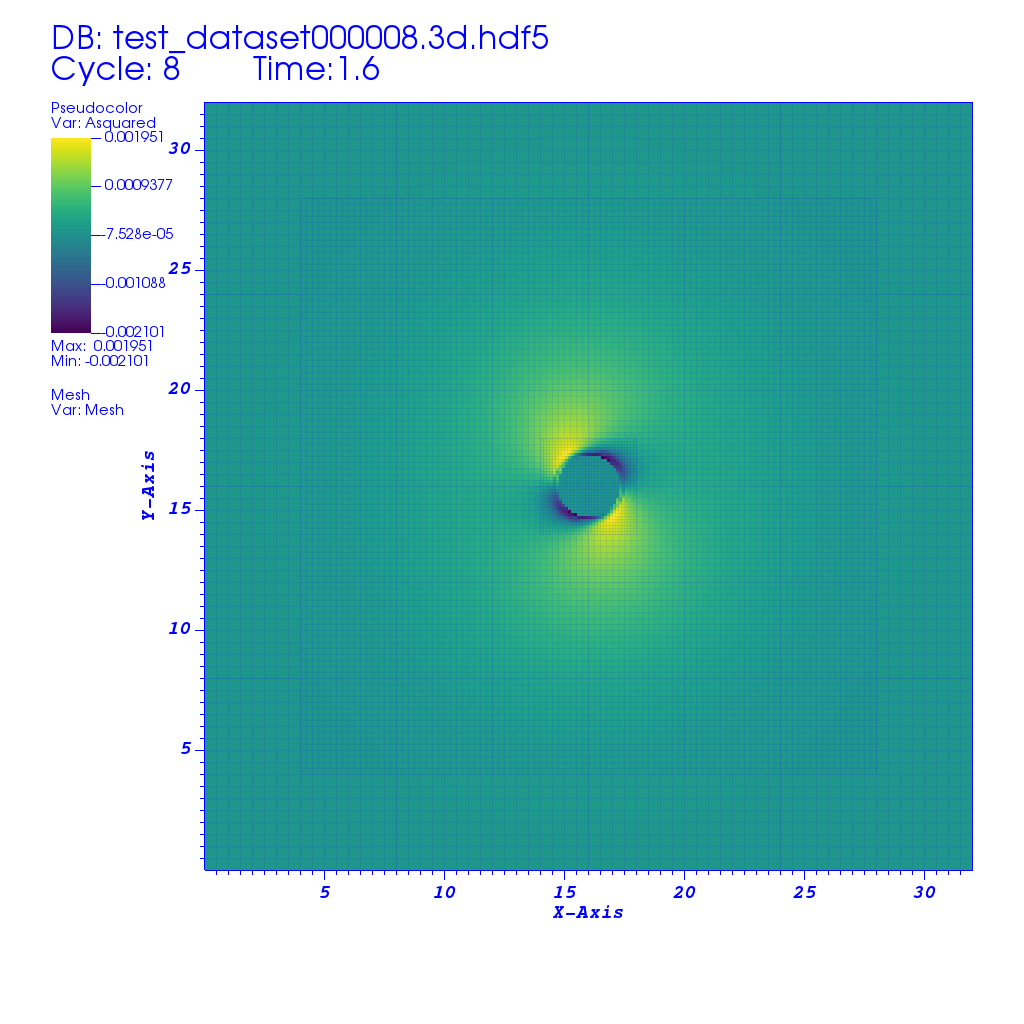 DB: test_dataset000008.3d.hdf5
Cycle: 8 Time:1.6
Pseudocolor
Var: Asquared
0.001951
0.0009377
-7.528e-05
-0.001088
-0.002101
Max: 0.001951
Min: -0.002101
Mesh
Var: Mesh
30
25
20
15
10
5
Y-Axis
5 10 15 20 25 30
X-Axis